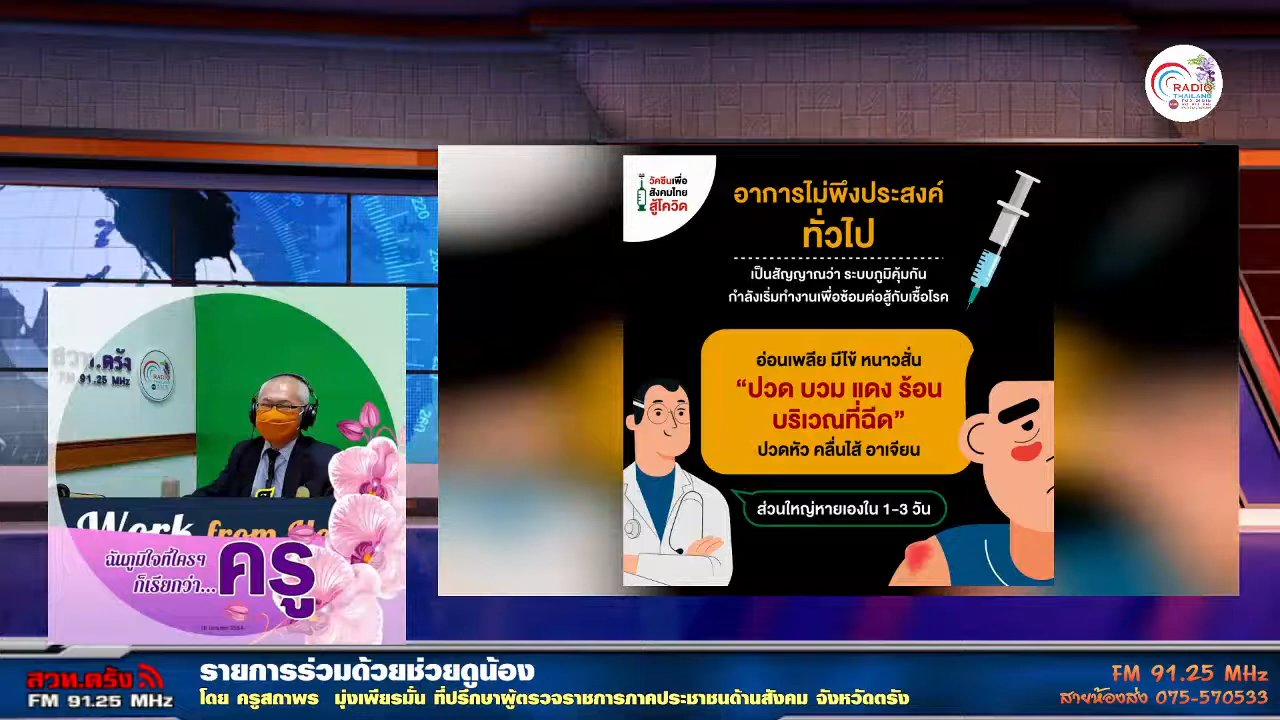 RADIO
THAILAND
วัคซีนเพื่อ
สังคมไทย
สู้โควิด
อาการไม่พึงประสงค์
ทั่วไป
เป็นสัญญาณว่า ระบบภูมิคุ้มกัน
กำลังเริ่มทำงานเพื่อซ้อมต่อสู้กับเชื้อโรค
อ่อนเพลีย มีไข้ หนาวสั่น
“ปวด บวม แดง ร้อน
บริเวณที่ฉีด”
ปวดหัว คลื่นไส้ อาเจียน
ส่วนใหญ่หายเองใน 1-3 วัน
สวท.ตรัง
FM 91.25 MHz
RADIO
Work from
ฉันภูมิใจที่ใครๆ
ก็เรียกว่า...ครู
สวท.ตรัง
FM 91.25 MHz
รายการร่วมด้วยช่วยดูน้อง
โดย ครูสถาพร มุ่งเพียรมั่น ที่ปรึกษาผู้ตรวจราชการภาคประชาชนด้านสังคม จังหวัดตรัง
FM 91.25 MHz
สายห้องส่ง 075-570533